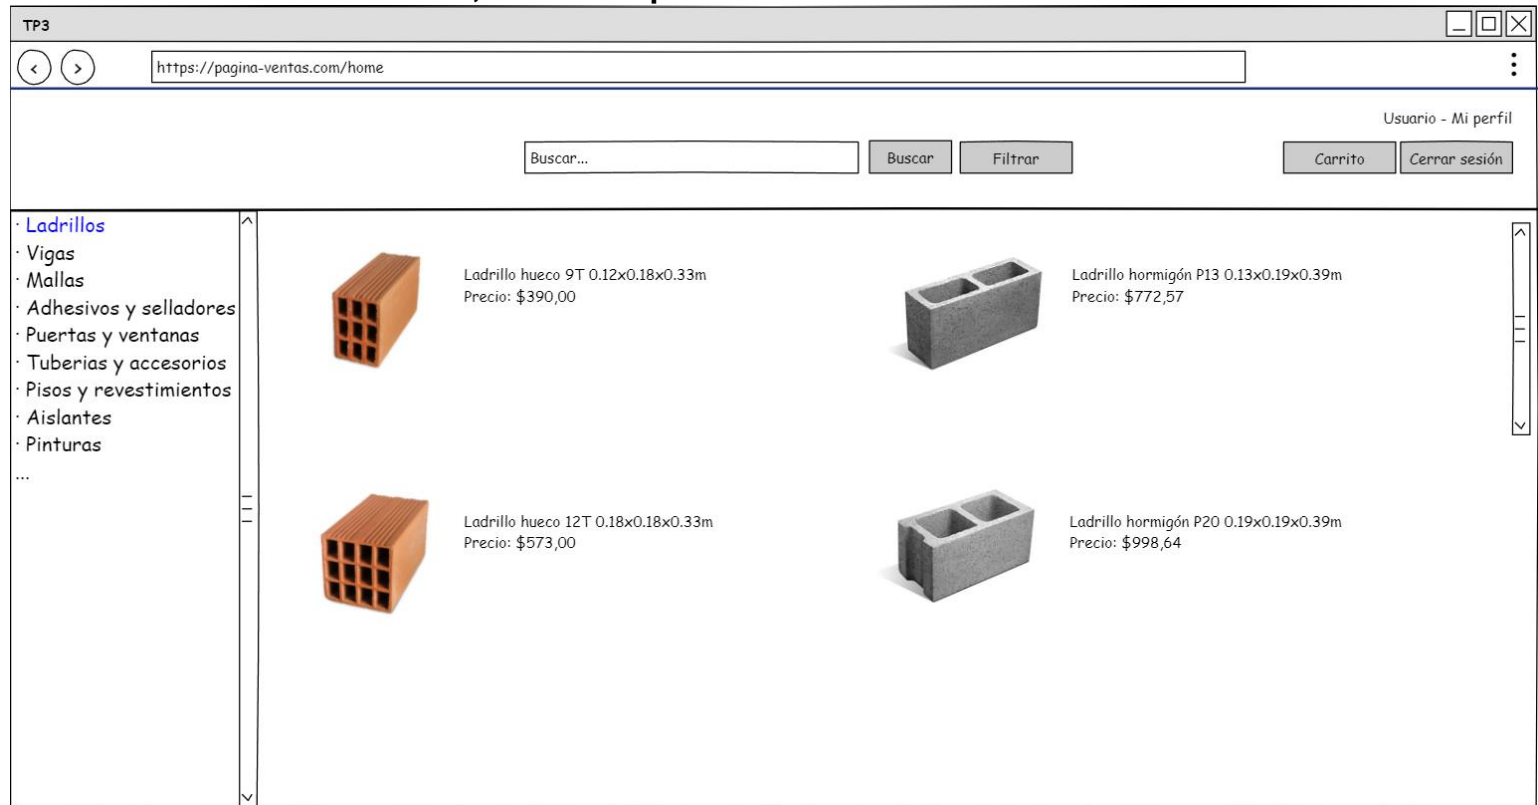 TP3
https://pagina-ventas.com/home
Usuario - Mi perfil
Buscar...
Buscar
Filtrar
Carrito
Cerrar sesión
· Ladrillos
· Vigas
· Mallas
· Adhesivos y selladores
· Puertas y ventanas
· Tuberias y accesorios
· Pisos y revestimientos
· Aislantes
· Pinturas
...
Ladrillo hueco 9T 0.12x0.18x0.33m
Precio: $390,00
Ladrillo hormigón P13 0.13x0.19x0.39m
Precio: $772,57
Ladrillo hueco 12T 0.18x0.18x0.33m
Precio: $573,00
Ladrillo hormigón P20 0.19x0.19x0.39m
Precio: $998,64